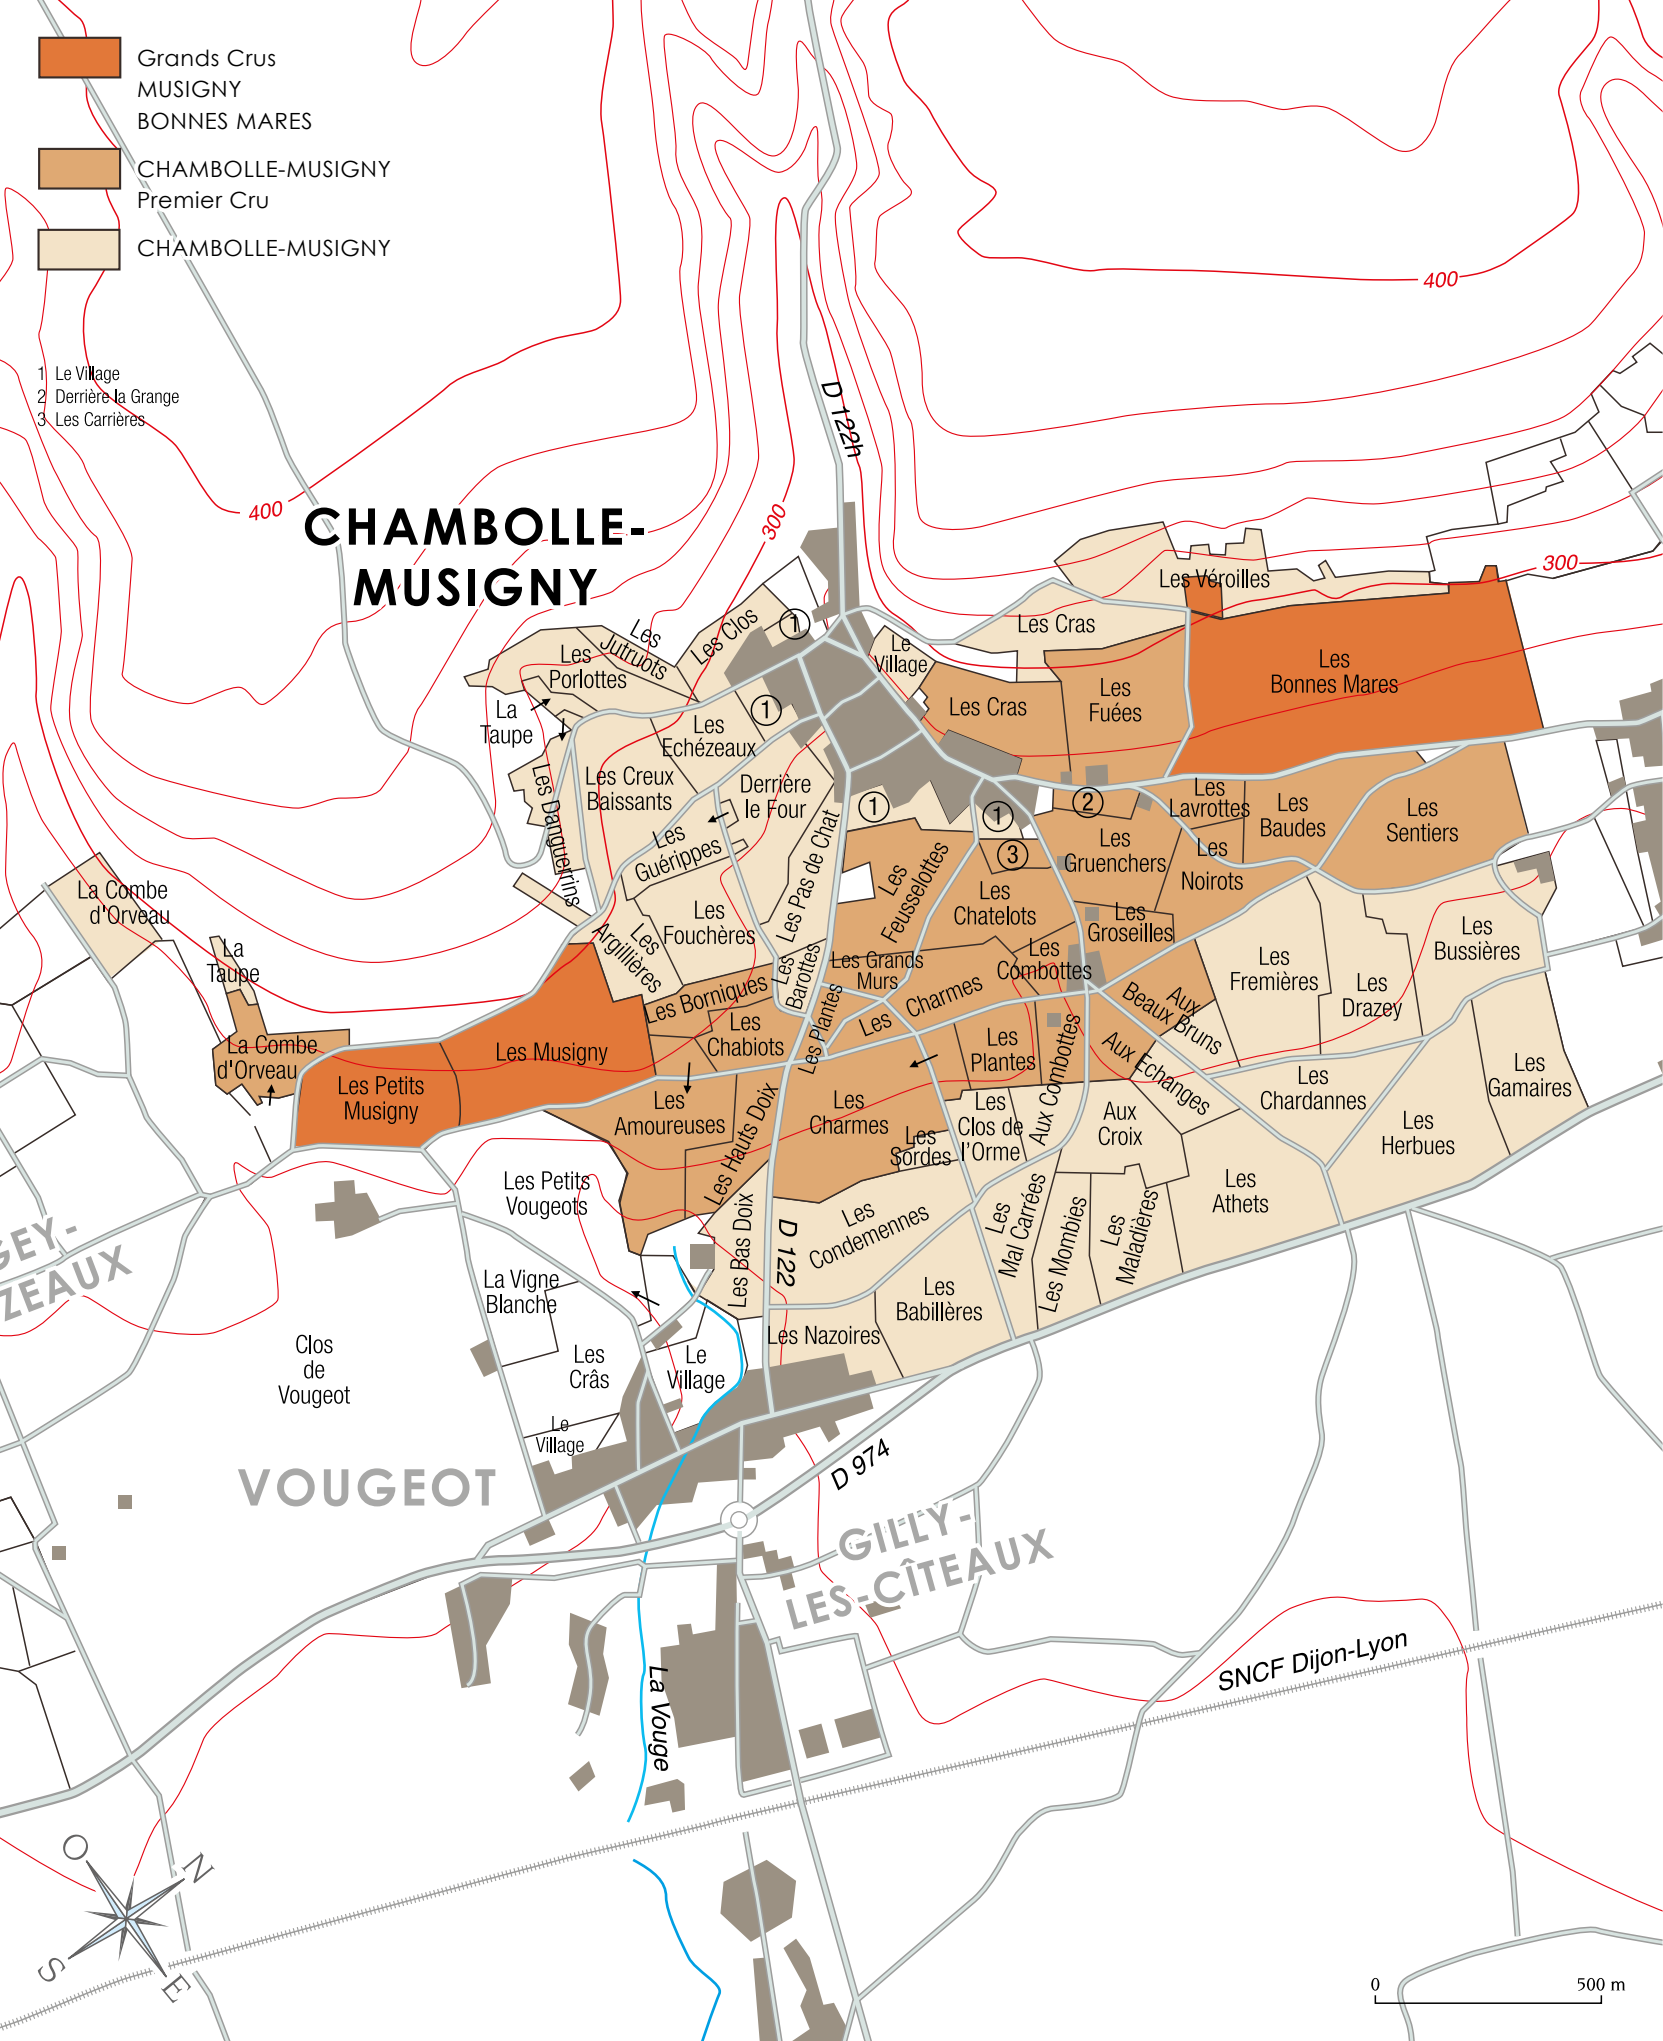 Grands Crus
MUSIGNY
BONNES MARES
CHAMBOLLE-MUSIGNY
Premier Cru
CHAMBOLLE-MUSIGNY
400
1 Le Village
2 Derrière la Grange
3 Les Carrières
D 122h
400
CHAMBOLLE-
MUSIGNY
300
300
Les Véroilles
Les Cras
1
Les Clos
Les
Jutruots
Les
Porlottes
Le
Village
Les
Bonnes Mares
Les Cras
Les
Fuées
La
Taupe
1
Les
Echézeaux
Les Creux
Baissants
Derrière
le Four
Les Danguerrins
1
1
2
Les
Lavrottes
Les
Baudes
Les
Sentiers
Les
Guérippes
Les Pas de Chat
3
Les
Gruenchers
Les
Noirots
Les
Feusselottes
Les
Chatelots
La Combe
d'Orveau
Les
Fouchères
Les
Groseilles
Les
Bussières
Argillières
Les
La
Taupe
Les
Barottes
Les Grands
Murs
Les
Combottes
Les
Fremières
Les
Drazey
Les Borniques
Les
Chabiots
Les Plantes
Les Charmes
Aux
Beaux Bruns
La Combe
d'Orveau
Les Musigny
Les
Plantes
Aux Combottes
Aux Echanges
Les Petits
Musigny
Les
Amoureuses
Les Hauts Doix
Les
Charmes
Les
Sordes
Les
Clos de
l'Orme
Aux
Croix
Les
Chardannes
Les
Gamaires
Les
Herbues
Les Petits
Vougeots
Les Bas Doix
D 122
Les
Condemennes
Les
Mal Carrées
Les Mombies
Les
Maladières
Les
Athets
GEY-
ZEAUX
La Vigne
Blanche
Les
Babillères
Les Nazoires
Clos
de
Vougeot
Les
Crâs
Le
Village
Le
Village
VOUGEOT
D 974
GILLY-
LES-CÎTEAUX
La Vouge
SNCF Dijon-Lyon
O
N
S
E
0 500 m